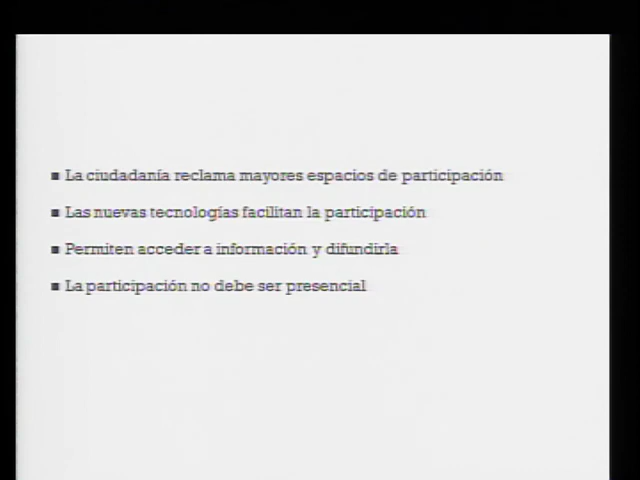 ▪ La ciudadanía reclama mayores espacios de participación
▪ Las nuevas tecnologías facilitan la participación
▪ Permiten acceder a información y difundirla
▪ La participación no debe ser presencial